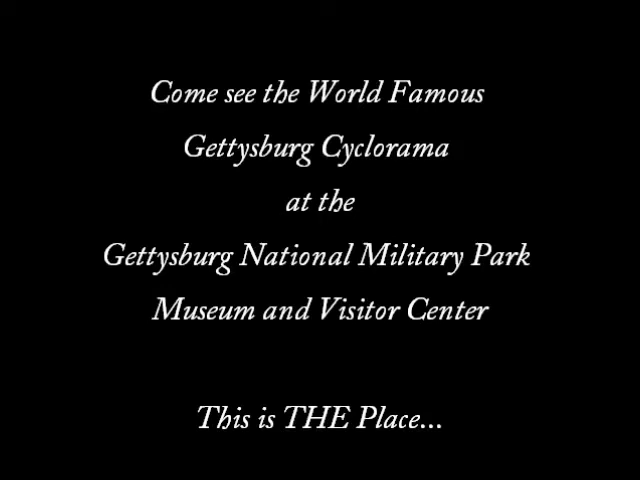 Come see the World Famous
Gettysburg Cyclorama
at the
Gettysburg National Military Park
Museum and Visitor Center
This is THE Place...